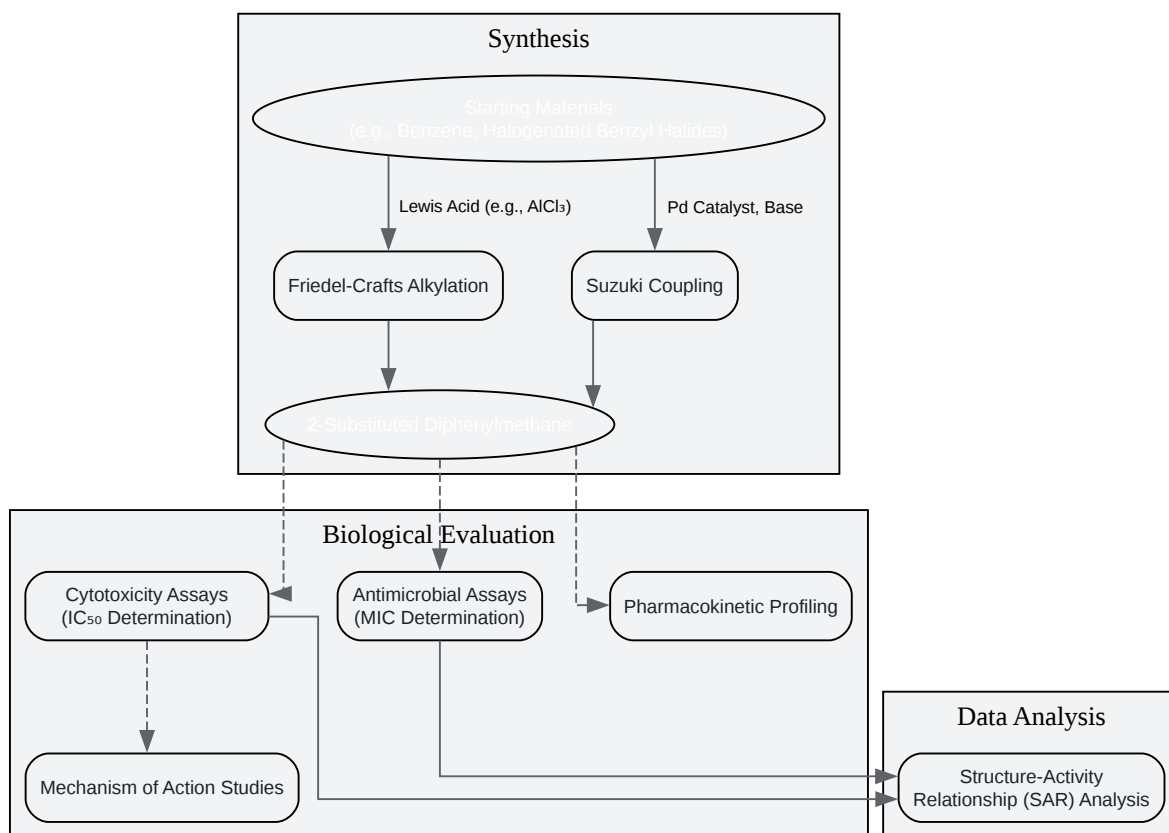 Synthesis
Starting Materials
(e.g., Benzene, Halogenated Benzyl Halides)
Lewis Acid (e.g., AlCl₃)
Pd Catalyst, Base
Friedel-Crafts Alkylation
Suzuki Coupling
2-Substituted Diphenylmethane
Biological Evaluation
Cytotoxicity Assays
(IC₅₀ Determination)
Antimicrobial Assays
(MIC Determination)
Pharmacokinetic Profiling
Mechanism of Action Studies
Data Analysis
Structure-Activity
Relationship (SAR) Analysis